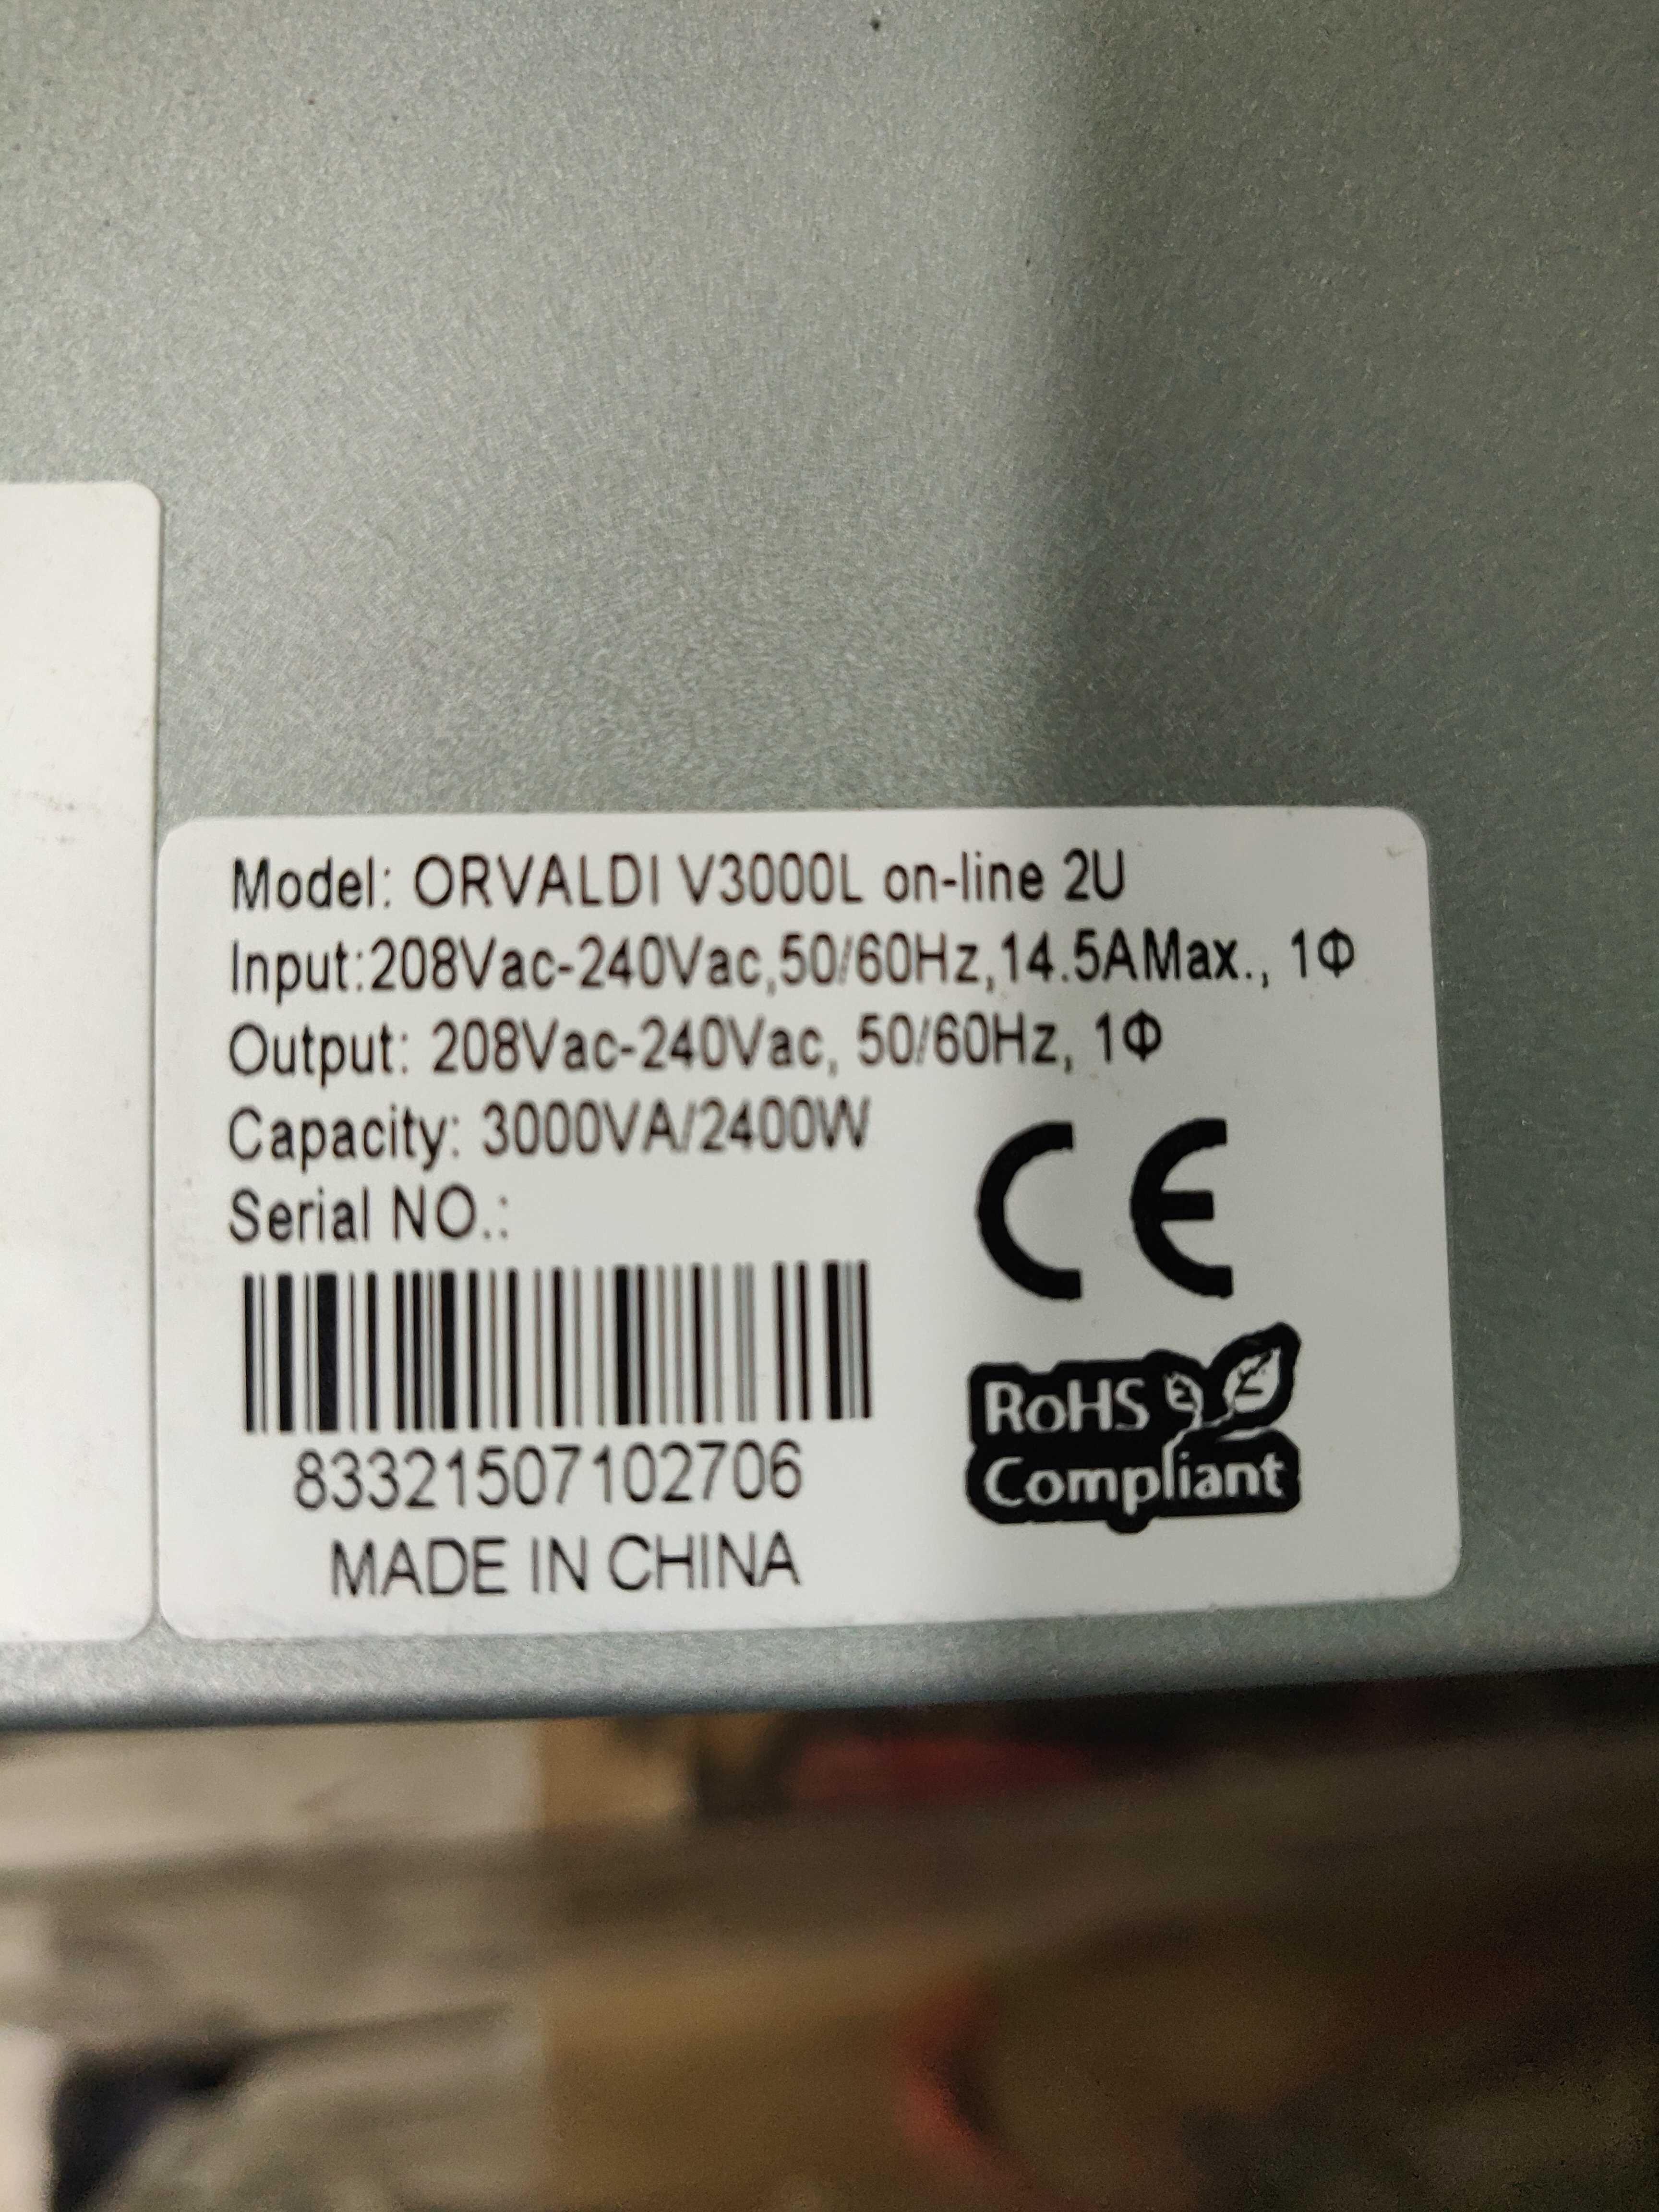 Model: ORVALDI V3000L on-line 2U
Input:208Vac-240Vac,50/60Hz,14.5AMax., 1Φ
Output: 208Vac-240Vac, 50/60Hz, 1Φ
Capacity: 3000VA/2400W
Serial NO.:
83321507102706
MADE IN CHINA
CE
RoHS
Compliant